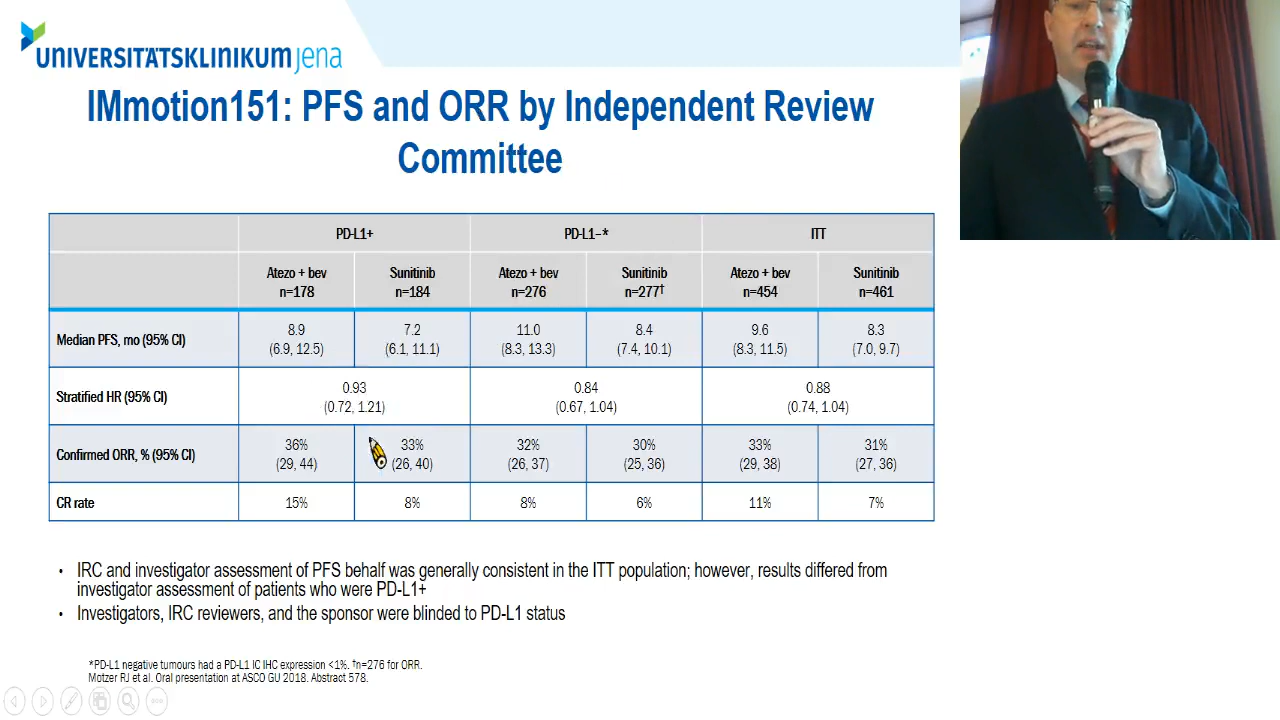 UNIVERSITÄTSKLINIKUM jena
IMmotion151: PFS and ORR by Independent Review
Committee
PD-L1+ PD-L1–* ITT
Atezo + bev Sunitinib Atezo + bev Sunitinib Atezo + bev Sunitinib
n=178 n=184 n=276 n=277† n=454 n=461
Median PFS, mo (95% CI) 8.9 7.2 11.0 8.4 9.6 8.3
(6.9, 12.5) (6.1, 11.1) (8.3, 13.3) (7.4, 10.1) (8.3, 11.5) (7.0, 9.7)
Stratified HR (95% CI) 0.93 0.84 0.88
(0.72, 1.21) (0.67, 1.04) (0.74, 1.04)
Confirmed ORR, % (95% CI) 36% 33% 32% 30% 33% 31%
(29, 44) (26, 40) (26, 37) (25, 36) (29, 38) (27, 36)
CR rate 15% 8% 8% 6% 11% 7%
• IRC and investigator assessment of PFS behalf was generally consistent in the ITT population; however, results differed from
investigator assessment of patients who were PD-L1+
• Investigators, IRC reviewers, and the sponsor were blinded to PD-L1 status
*PD-L1 negative tumours had a PD-L1 IC IHC expression <1%. †n=276 for ORR.
Motzer RJ et al. Oral presentation at ASCO GU 2018. Abstract 578.